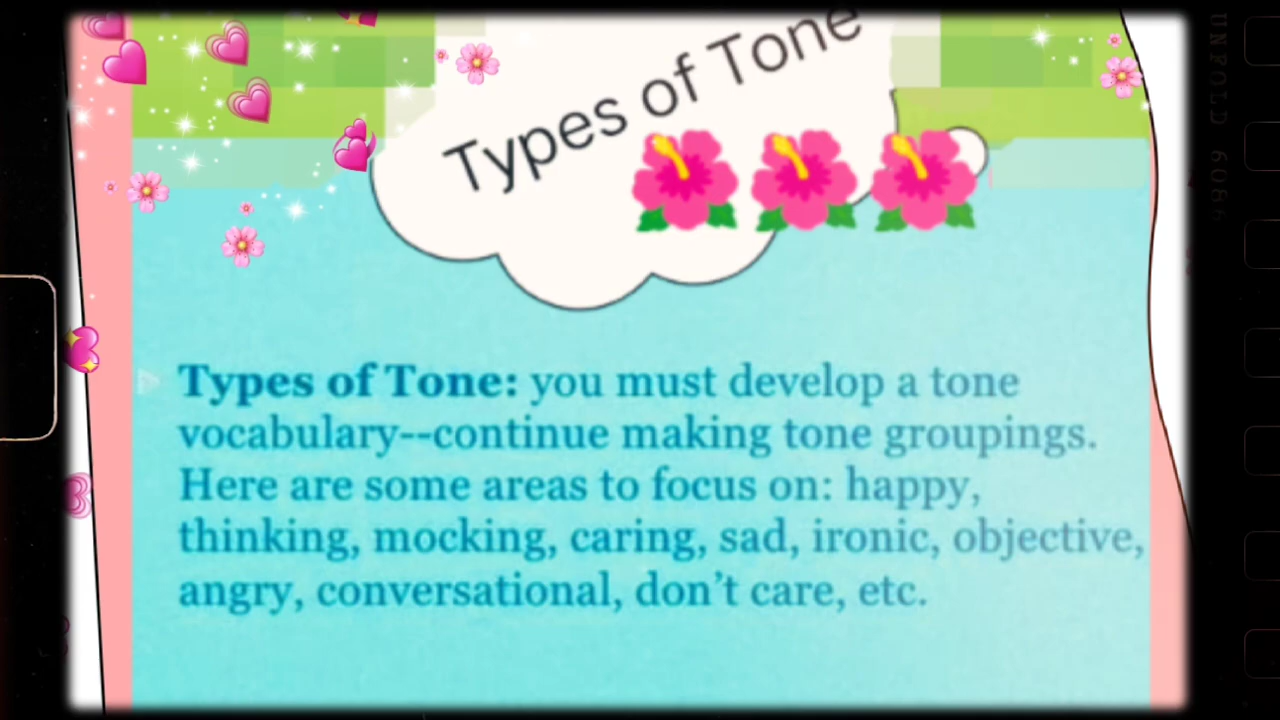 Types of Tone
Types of Tone: you must develop a tone
vocabulary--continue making tone groupings.
Here are some areas to focus on: happy,
thinking, mocking, caring, sad, ironic, objective,
angry, conversational, don’t care, etc.